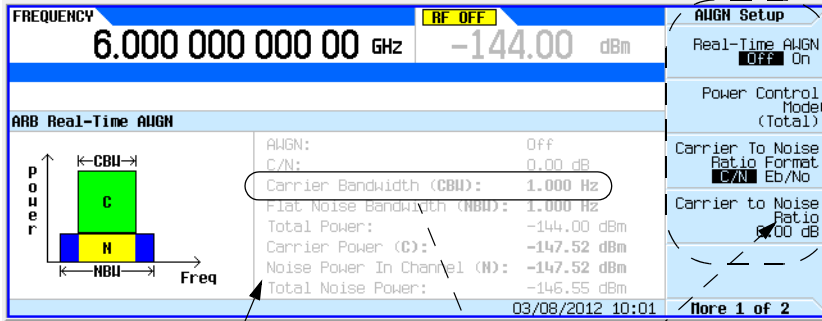 FREQUENCY
RF OFF
6.000 000 000 00 GHz
-144.00 dBm
ARB Real-Time AWGN
CBW
Power
C
N
NBW
Freq
AWGN: Off
C/N: 0.00 dB
Carrier Bandwidth (CBW): 1.000 Hz
Flat Noise Bandwidth (NBW): 1.000 Hz
Total Power: -144.00 dBm
Carrier Power (C): -147.52 dBm
Noise Power In Channel (N): -147.52 dBm
Total Noise Power: -146.55 dBm
03/08/2012 10:01
AWGN Setup
Real-Time AWGN
Off On
Power Control
Mode
(Total)
Carrier To Noise
Ratio Format
C/N Eb/No
Carrier to Noise
Ratio
dB
More 1 of 2